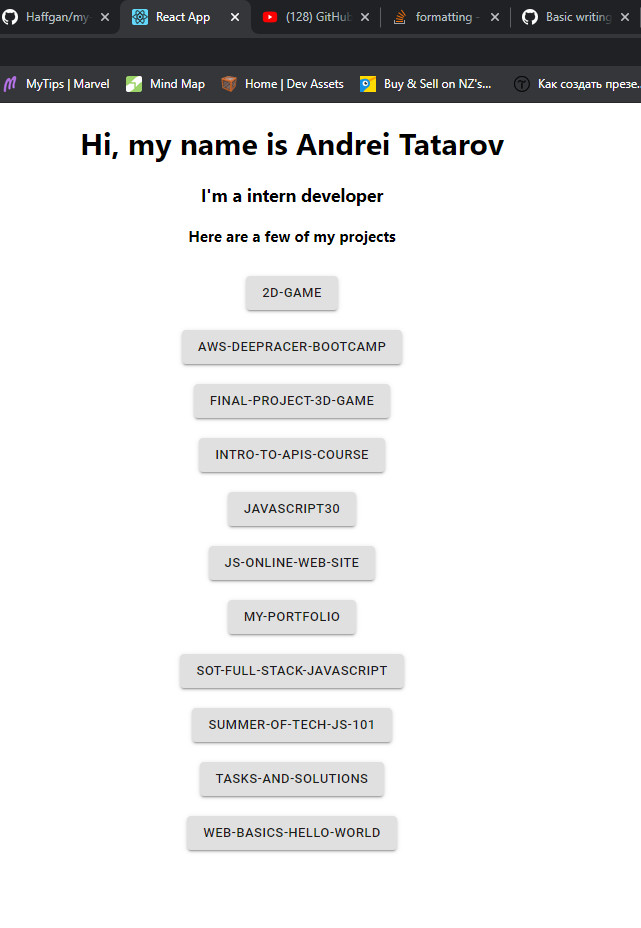 Haffgan/my
React App
(128) GitHub
formatting -
Basic writing
MyTips | Marvel
Mind Map
Home | Dev Assets
Buy & Sell on NZ's...
Как создать презе...
Hi, my name is Andrei Tatarov
I'm a intern developer
Here are a few of my projects
2D-GAME
AWS-DEEPRACER-BOOTCAMP
FINAL-PROJECT-3D-GAME
INTRO-TO-APIS-COURSE
JAVASCRIPT30
JS-ONLINE-WEB-SITE
MY-PORTFOLIO
SOT-FULL-STACK-JAVASCRIPT
SUMMER-OF-TECH-JS-101
TASKS-AND-SOLUTIONS
WEB-BASICS-HELLO-WORLD